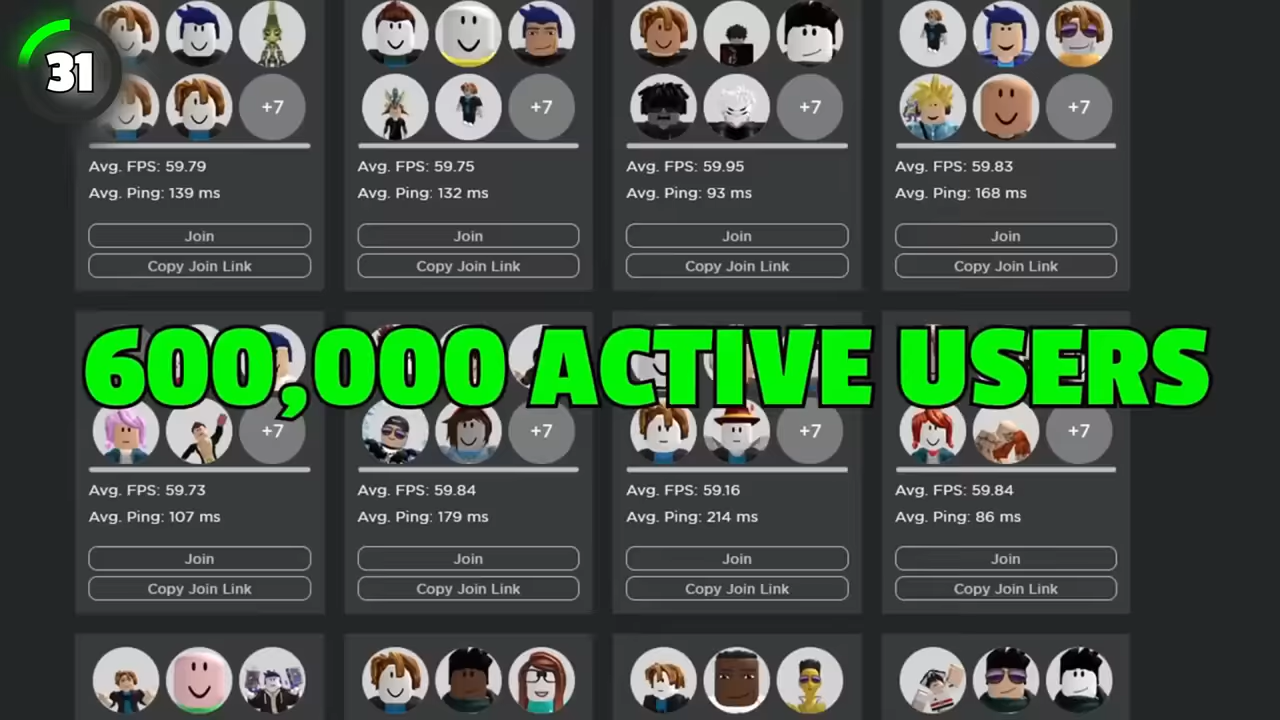 31
+7
+7
+7
+7
Avg. FPS: 59.79
Avg. Ping: 139 ms
Join
Copy Join Link
Avg. FPS: 59.75
Avg. Ping: 132 ms
Join
Copy Join Link
Avg. FPS: 59.95
Avg. Ping: 93 ms
Join
Copy Join Link
Avg. FPS: 59.83
Avg. Ping: 168 ms
Join
Copy Join Link
600,000 ACTIVE USERS
+7
+7
+7
+7
Avg. FPS: 59.73
Avg. Ping: 107 ms
Join
Copy Join Link
Avg. FPS: 59.84
Avg. Ping: 179 ms
Join
Copy Join Link
Avg. FPS: 59.16
Avg. Ping: 214 ms
Join
Copy Join Link
Avg. FPS: 59.84
Avg. Ping: 86 ms
Join
Copy Join Link